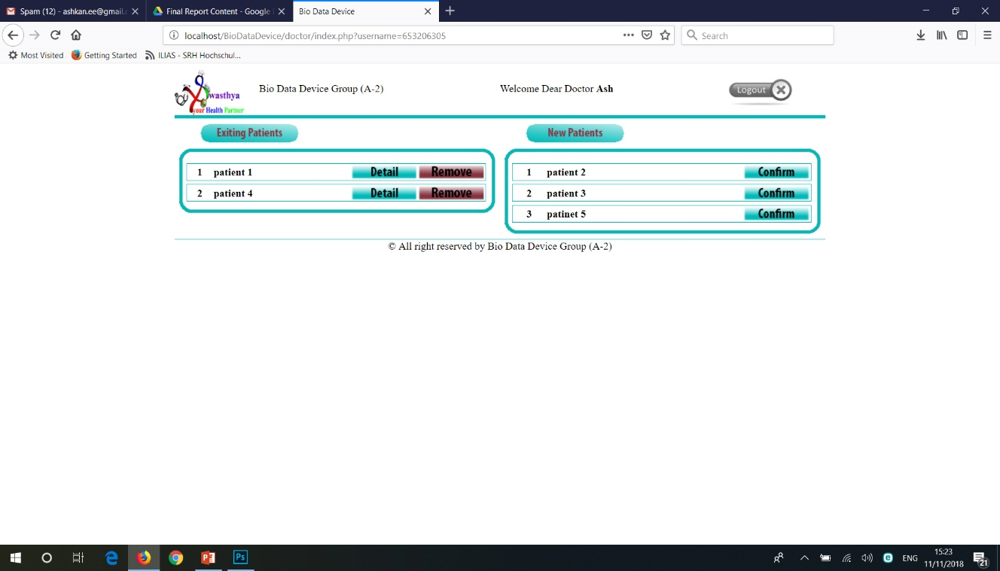 Spam (12) - ashkan.ee@gmail.c
Final Report Content - Google
Bio Data Device
localhost/BioDataDevice/doctor/index.php?username=653206305
Search
Most Visited
Getting Started
ILIAS - SRH Hochschul...
wasthya
your Health Partner
Bio Data Device Group (A-2)
Welcome Dear Doctor Ash
Logout
Exiting Patients
New Patients
1 patient 1 Detail Remove
2 patient 4 Detail Remove
1 patient 2 Confirm
2 patient 3 Confirm
3 patinet 5 Confirm
© All right reserved by Bio Data Device Group (A-2)
Ps
ENG
15:23
11/11/2018
21